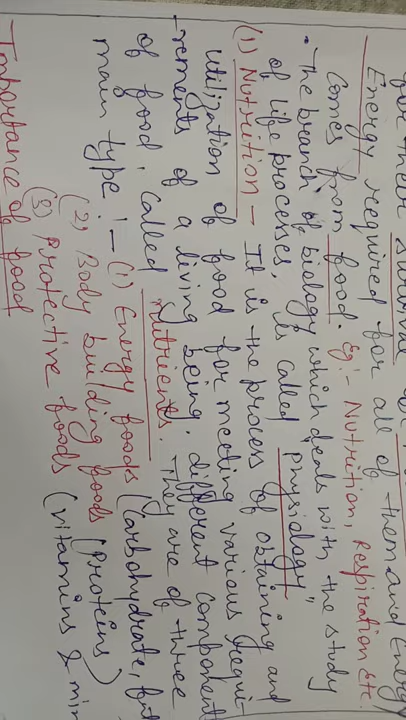 give their survival
Energy required for all of them and Energy
comes from food. eg:- Nutrition, Respiration etc.
• The branch of biology which deals with the study
of life processes, is called "physiology"
(1) Nutrition - It is the process of obtaining and
utilization of food for meeting various requi-
-rements of a living being. different component
of food, called nutrients. They are of three
main type :- (1) Energy foods (Carbohydrate, fat
(2) Body building foods (Proteins)
(3) Protective foods (vitamins & min
Importance of food